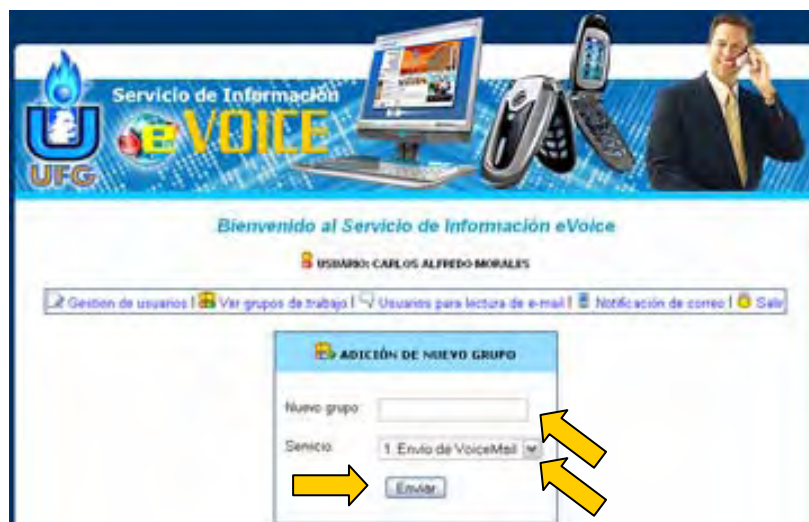 Servicio de Información
eVOICE
UFG
Bienvenido al Servicio de Información eVoice
USUARIO: CARLOS ALFREDO MORALES
Gestion de usuarios | Ver grupos de trabajo | Usuarios para lectura de e-mail | Notificación de correo | Salir
ADICIÓN DE NUEVO GRUPO
Nuevo grupo:
Servicio: 1 Envío de VoiceMail
Enviar